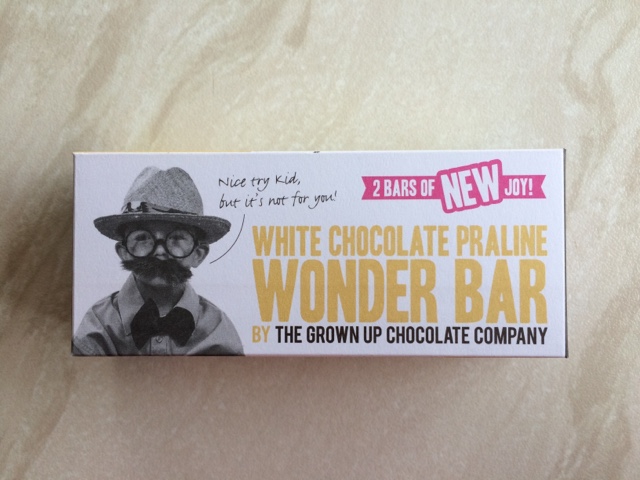 Nice try Kid,
but it's not for you!
2 BARS OF NEW JOY!
WHITE CHOCOLATE PRALINE
WONDER BAR
BY THE GROWN UP CHOCOLATE COMPANY